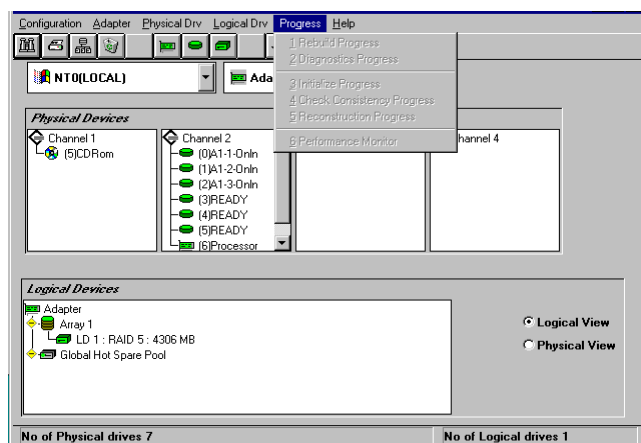 Configuration Adapter Physical Drv Logical Drv Progress Help
1 Rebuild Progress
2 Diagnostics Progress
3 Initialize Progress
4 Check Consistency Progress
5 Reconstruction Progress
6 Performance Monitor
NT0(LOCAL)
Ada
Physical Devices
Channel 1
(5)CDRom
Channel 2
(0)A1-1-OnIn
(1)A1-2-OnIn
(2)A1-3-OnIn
(3)READY
(4)READY
(5)READY
(6)Processor
hannel 4
Logical Devices
Adapter
Array 1
LD 1 : RAID 5 : 4306 MB
Global Hot Spare Pool
Logical View
Physical View
No of Physical drives 7
No of Logical drives 1